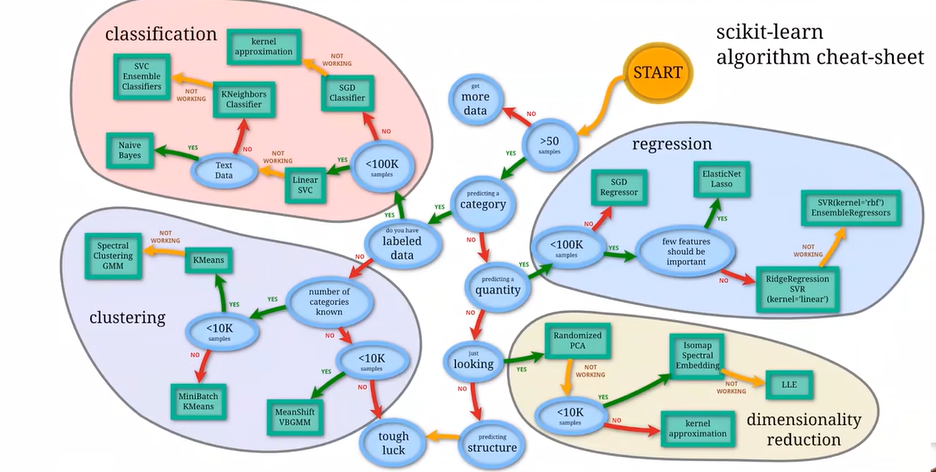 scikit-learn
algorithm cheat-sheet
classification
kernel
approximation
NOT
WORKING
SVC
Ensemble
Classifiers
NOT
WORKING
KNeighbors
Classifier
SGD
Classifier
NO
Naive
Bayes
YES
Text
Data
NO
NOT
WORKING
Linear
SVC
YES
<100K
samples
YES
START
get
more
data
NO
>50
samples
YES
predicting a
category
YES
NO
do you have
labeled
data
NO
predicting a
quantity
YES
NO
just
looking
YES
NO
predicting
structure
tough
luck
regression
SGD
Regressor
NO
<100K
samples
YES
ElasticNet
Lasso
YES
few features
should be
important
NO
RidgeRegression
SVR
(kernel='linear')
NOT
WORKING
SVR(kernel='rbf')
EnsembleRegressors
clustering
Spectral
Clustering
GMM
NOT
WORKING
KMeans
YES
<10K
samples
NO
MiniBatch
KMeans
YES
number of
categories
known
NO
<10K
samples
YES
NO
MeanShift
VBGMM
dimensionality
reduction
Randomized
PCA
NOT
WORKING
<10K
samples
YES
NO
Isomap
Spectral
Embedding
NOT
WORKING
LLE
kernel
approximation